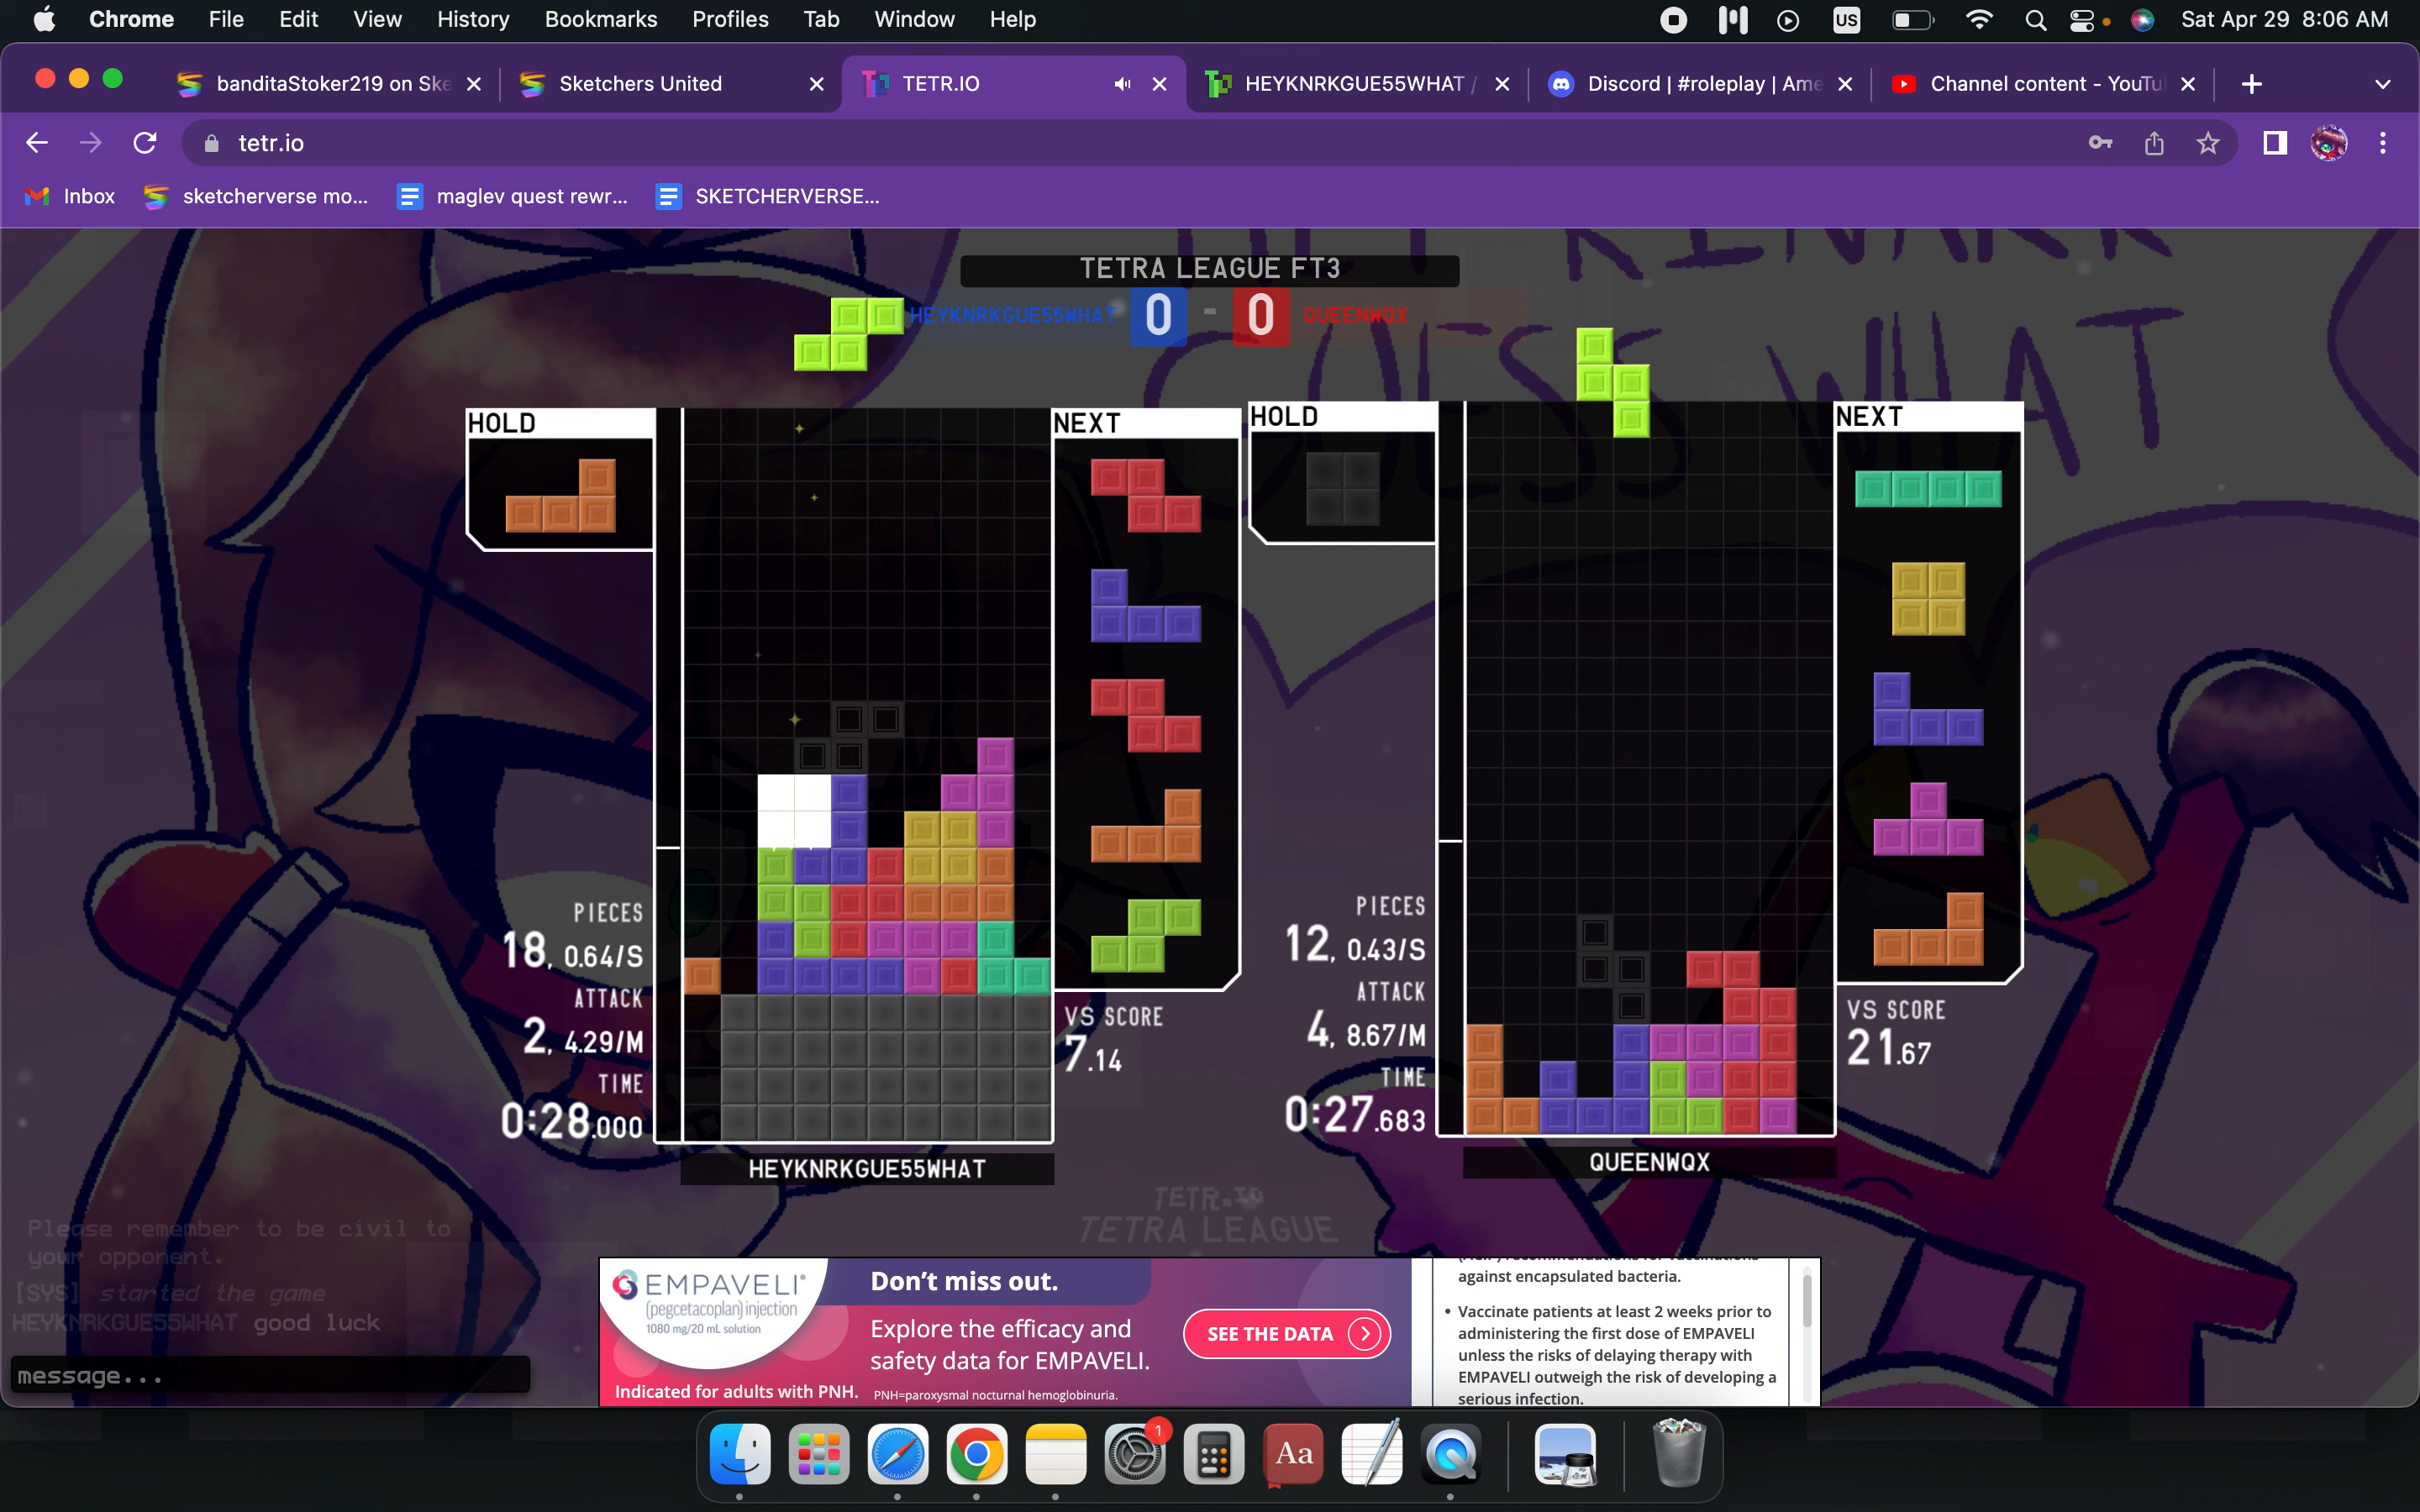 Chrome File Edit View History Bookmarks Profiles Tab Window Help US Sat Apr 29 8:06 AM
banditaStoker219 on Ske Sketchers United TETR.IO HEYKNRKGUE55WHAT / Discord | #roleplay | Ame Channel content - YouTu
tetr.io
Inbox sketcherverse mo... maglev quest rewr... SKETCHERVERSE...
TETRA LEAGUE FT3
HEYKNRKGUE55WHAT 0 - 0 QUEENWQX
WHAT
HOLD
NEXT
HOLD
NEXT
PIECES
18, 0.64/S
ATTACK
2, 4.29/M
TIME
0:28.000
VS SCORE
7.14
PIECES
12, 0.43/S
ATTACK
4, 8.67/M
TIME
0:27.683
VS SCORE
21.67
HEYKNRKGUE55WHAT
QUEENWQX
TETR.IO
TETRA LEAGUE
Please remember to be civil to
your opponent.
[SYS] started the game
HEYKNRKGUE55WHAT good luck
message...
EMPAVELI®
(pegcetacoplan) injection
1080 mg/20 mL solution
Indicated for adults with PNH.
Don't miss out.
Explore the efficacy and
safety data for EMPAVELI.
PNH=paroxysmal nocturnal hemoglobinuria.
SEE THE DATA
against encapsulated bacteria.
• Vaccinate patients at least 2 weeks prior to
administering the first dose of EMPAVELI
unless the risks of delaying therapy with
EMPAVELI outweigh the risk of developing a
serious infection.
1
Aa